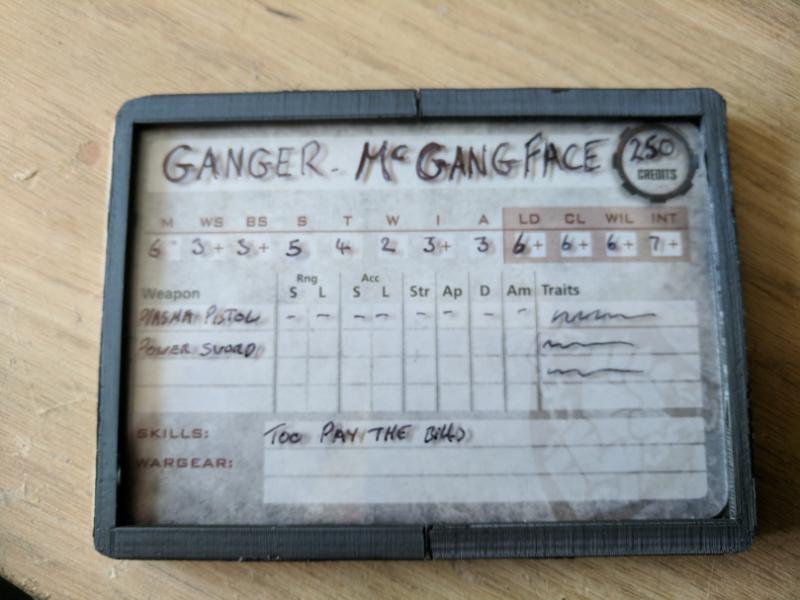 GANGER. McGANGFACE 250 CREDITS
M WS BS S T W I A LD CL WIL INT
6" 3+ 3+ 5 4 2 3+ 3 6+ 6+ 6+ 7+
Rng Acc
Weapon S L S L Str Ap D Am Traits
PLASMA PISTOL - - - - - - - -
POWER SWORD
SKILLS: TOO PAY THE BILLS
WARGEAR: